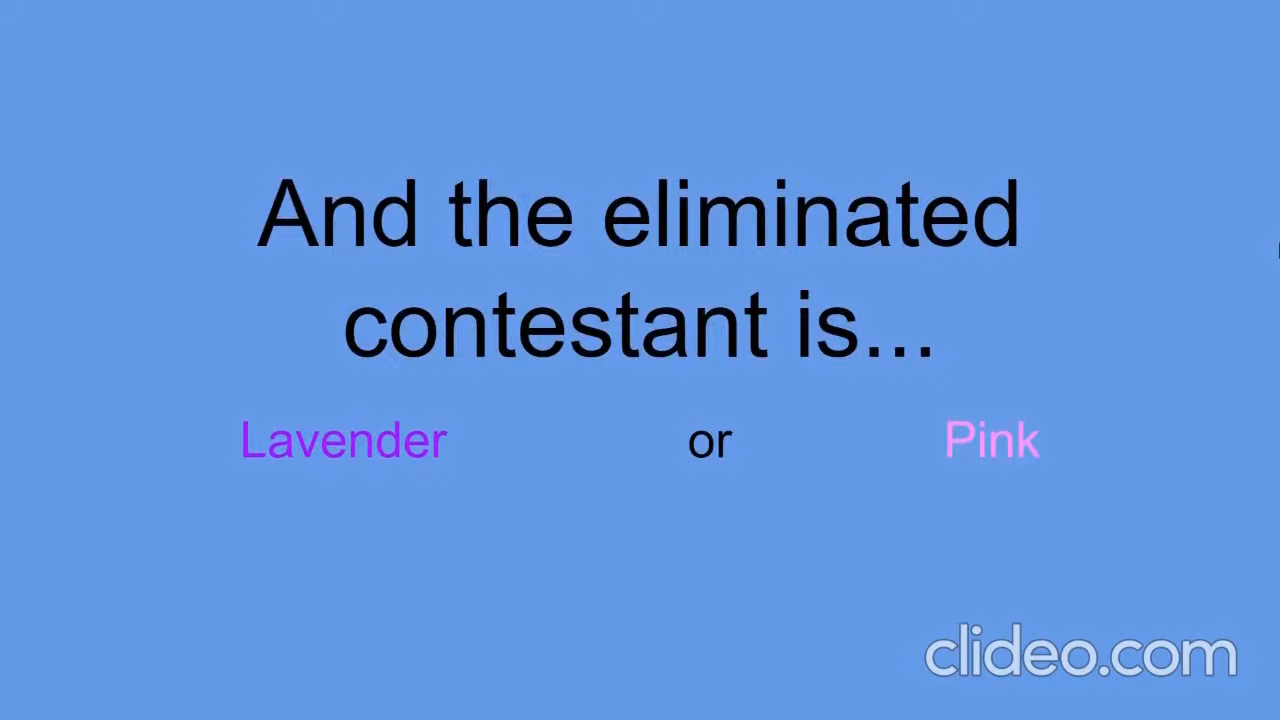 And the eliminated
contestant is...
Lavender or Pink
clideo.com